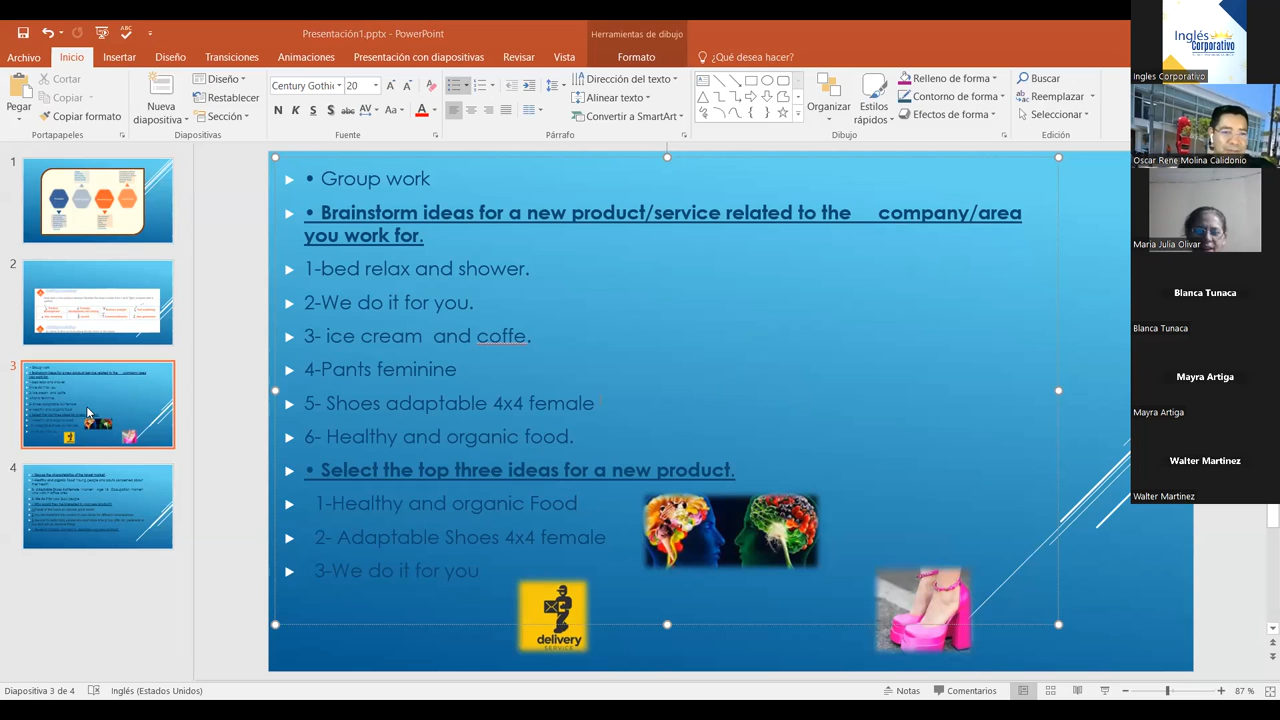 Presentación1.pptx - PowerPoint
Herramientas de dibujo
Archivo
Inicio
Insertar
Diseño
Transiciones
Animaciones
Presentación con diapositivas
Revisar
Vista
Formato
¿Qué desea hacer?
Pegar
Cortar
Copiar
Copiar formato
Portapapeles
Nueva diapositiva
Diseño
Restablecer
Sección
Diapositivas
Century Gothic
20
N K S S abc AV Aa A
Fuente
Dirección del texto
Alinear texto
Convertir a SmartArt
Párrafo
Organizar
Estilos rápidos
Relleno de forma
Contorno de forma
Efectos de forma
Dibujo
Buscar
Reemplazar
Seleccionar
Edición
1
2
3
4
• Group work
• Brainstorm ideas for a new product/service related to the company/area
you work for.
1-bed relax and shower.
2-We do it for you.
3- ice cream and coffe.
4-Pants feminine
5- Shoes adaptable 4x4 female
6- Healthy and organic food.
• Select the top three ideas for a new product.
1-Healthy and organic Food
2- Adaptable Shoes 4x4 female
3-We do it for you
delivery
SERVICE
Inglés
Corporativo
Ingles Corporativo
Oscar Rene Molina Calidonio
Maria Julia Olivar
Blanca Tunaca
Blanca Tunaca
Mayra Artiga
Mayra Artiga
Walter Martinez
Walter Martinez
Diapositiva 3 de 4
Inglés (Estados Unidos)
Notas
Comentarios
87 %